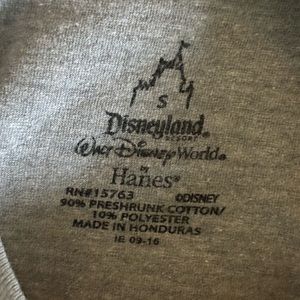 S
Disneyland®
RESORT
Walt Disney World®
by
Hanes®
RN#15763 ©DISNEY
90% PRESHRUNK COTTON/
10% POLYESTER
MADE IN HONDURAS
IE 09-16